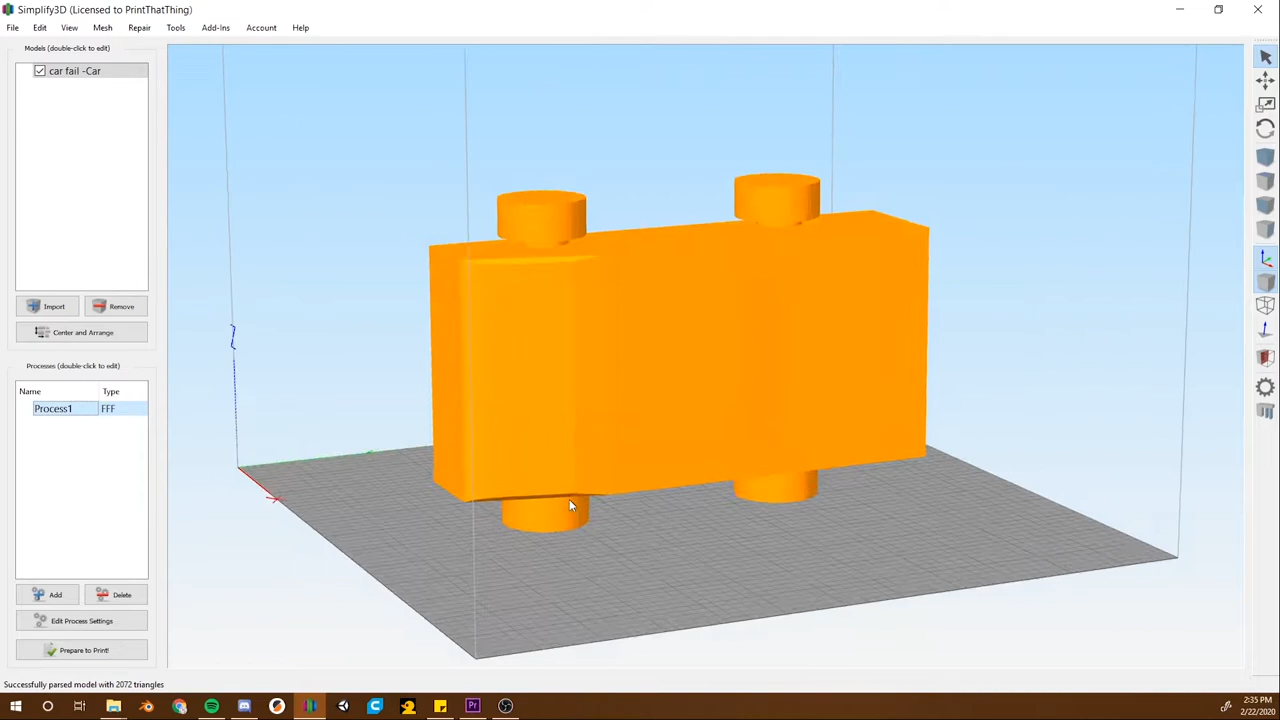 Simplify3D (Licensed to PrintThatThing)
File Edit View Mesh Repair Tools Add-Ins Account Help
Models (double-click to edit)
car fail -Car
Import Remove
Center and Arrange
Processes (double-click to edit)
Name Type
Process1 FFF
Add Delete
Edit Process Settings
Prepare to Print!
Successfully parsed model with 2072 triangles
2:35 PM
2/22/2020